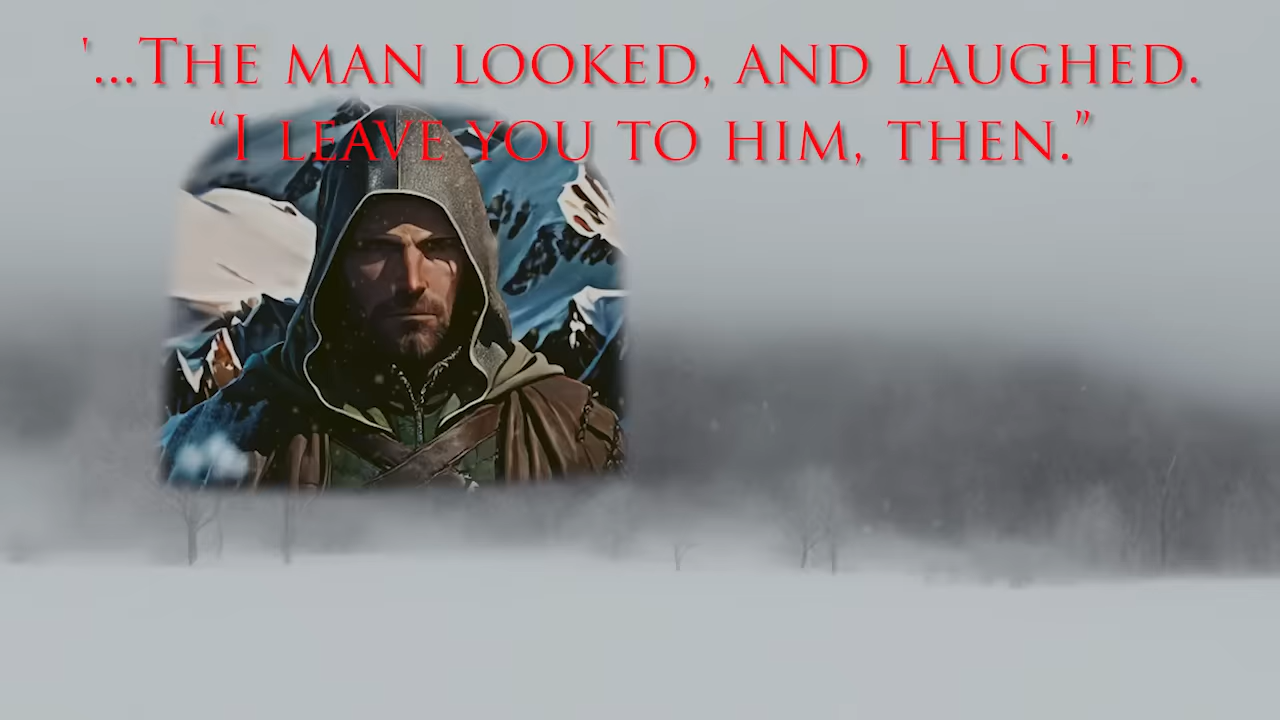 '...The man looked, and laughed.
“I leave you to him, then.”